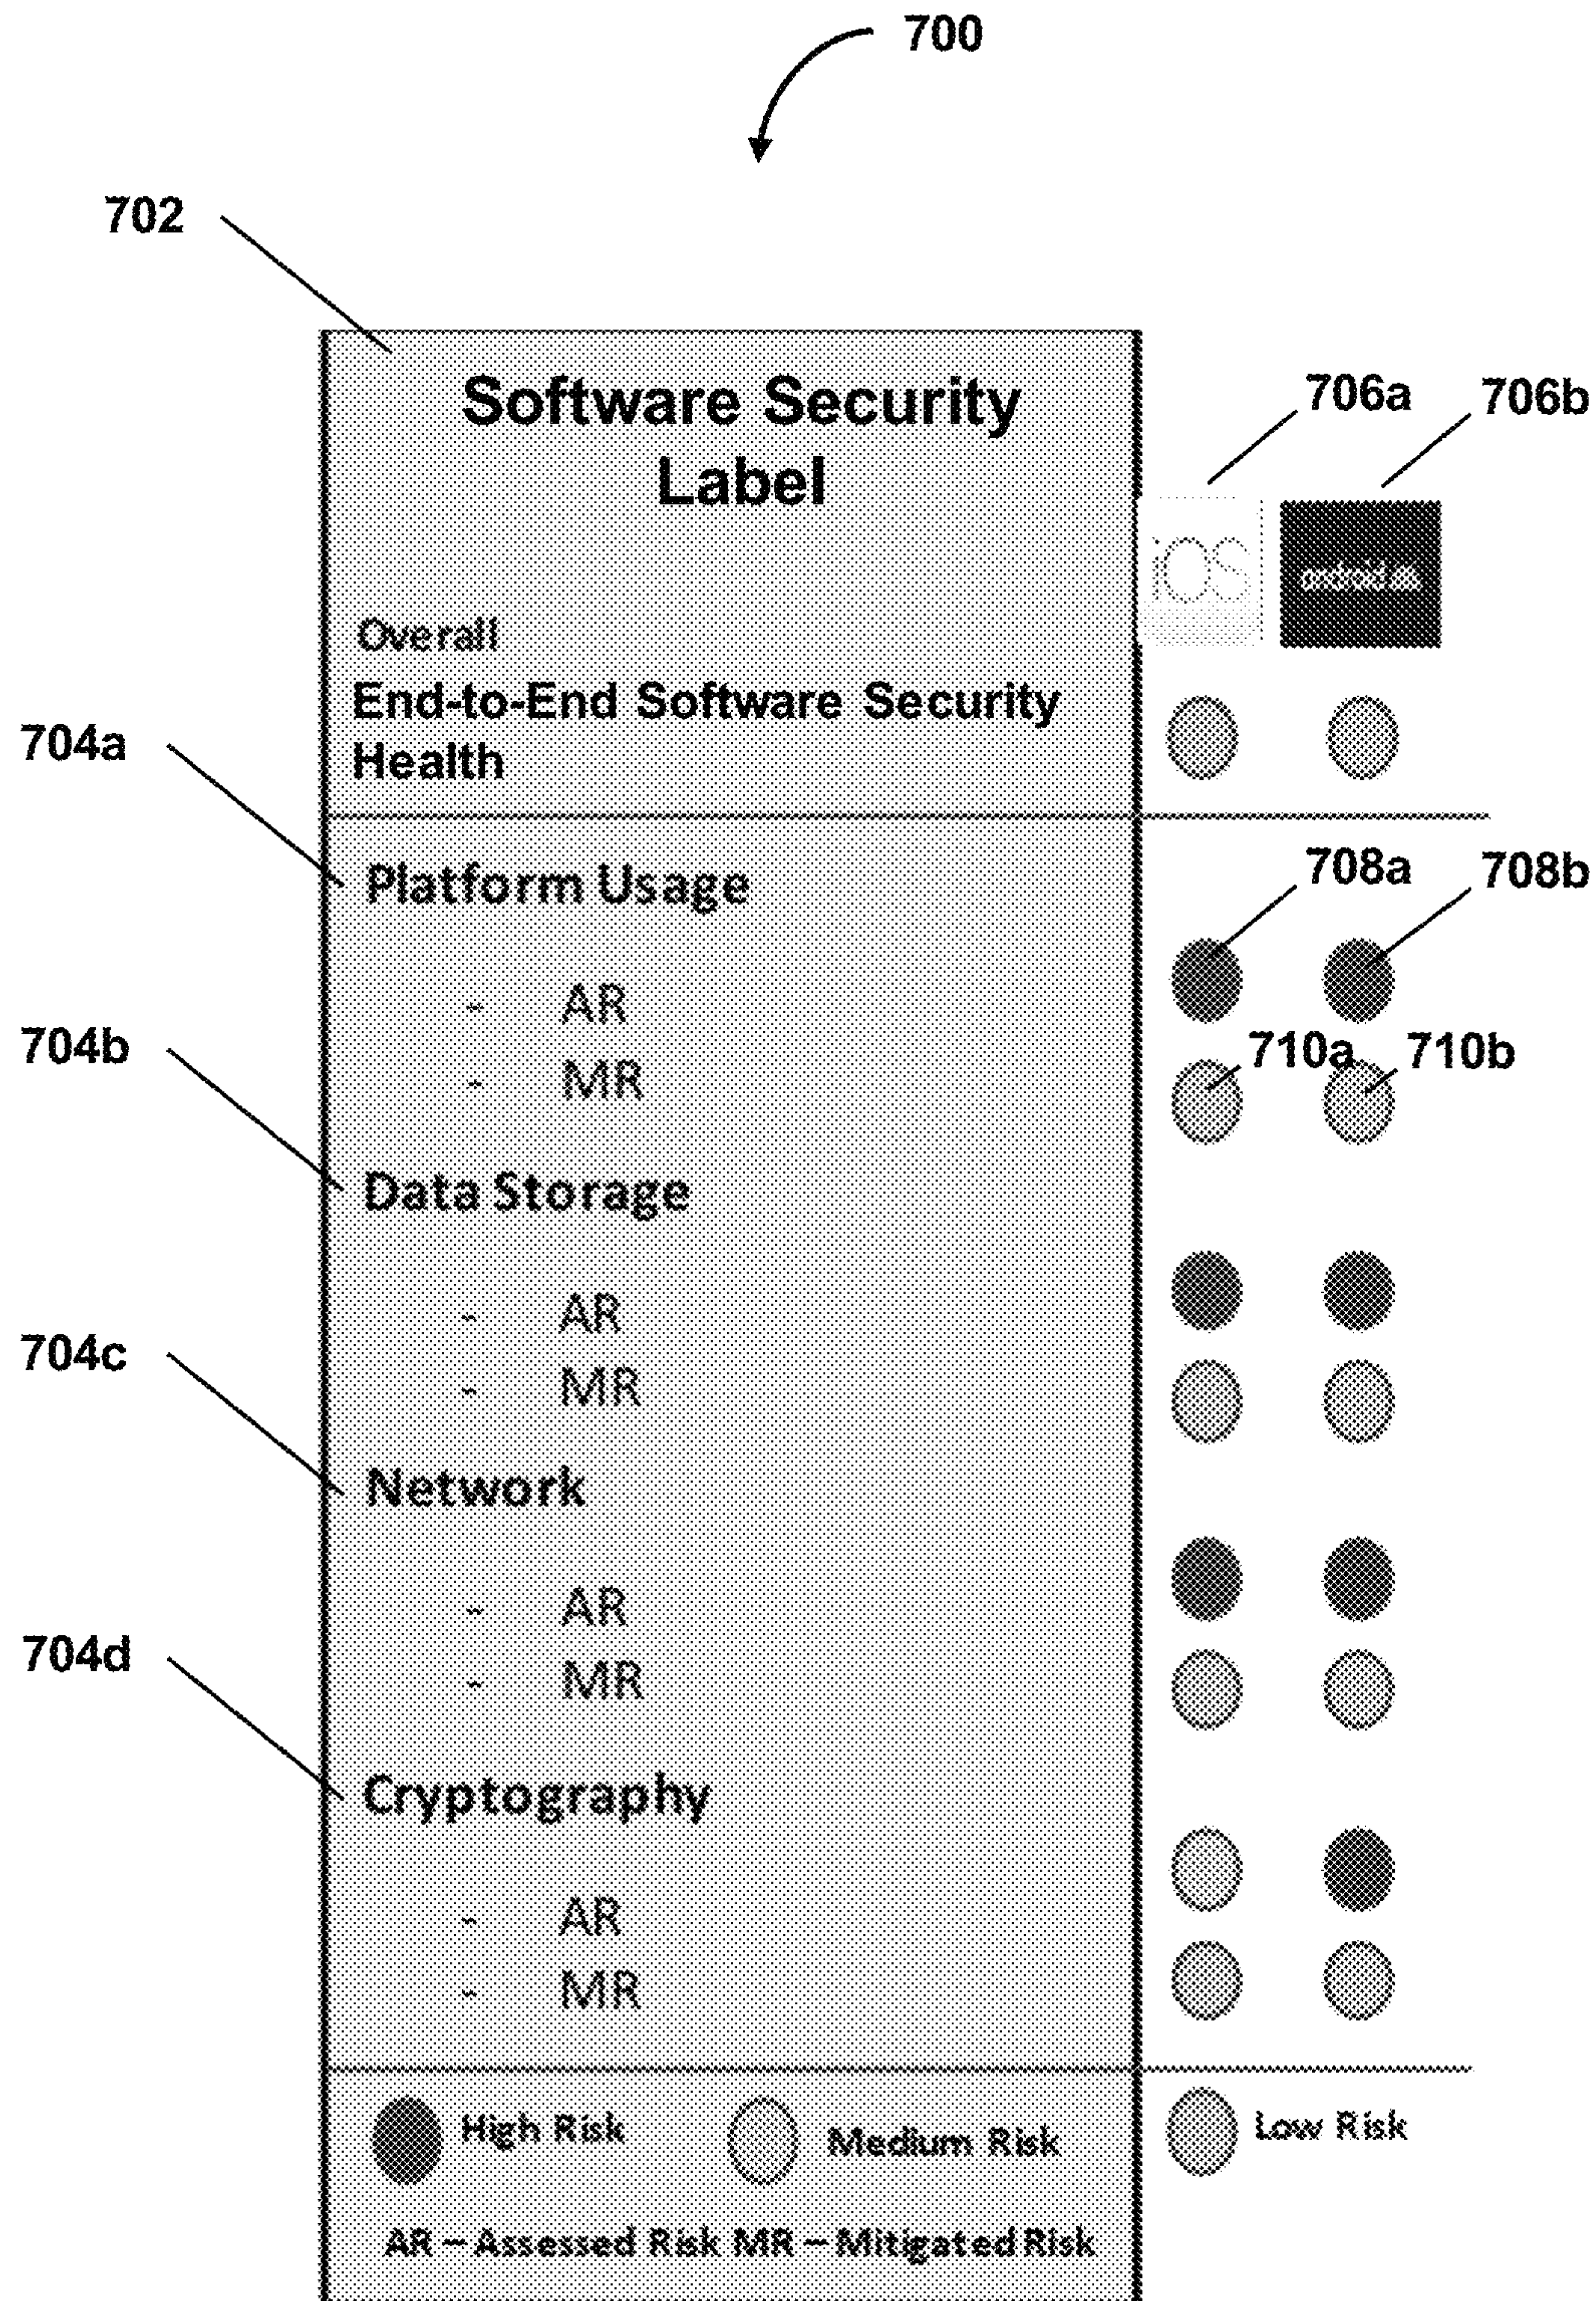 700
702
Software Security
Label
706a
706b
iOS
Overall
End-to-End Software Security
Health
704a
Platform Usage
708a
708b
- AR
704b
710a
710b
- MR
Data Storage
- AR
704c
- MR
Network
- AR
704d
- MR
Cryptography
- AR
- MR
High Risk
Medium Risk
Low Risk
AR – Assessed Risk MR – Mitigated Risk